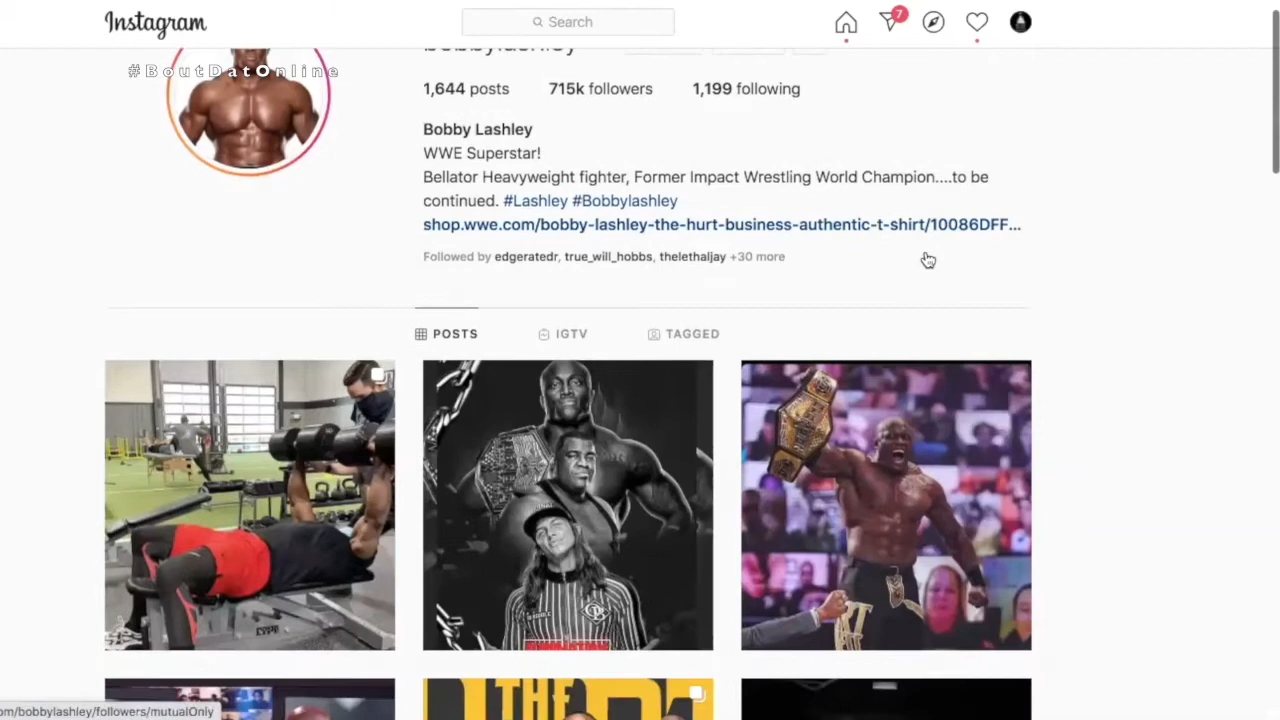 Instagram
Search
7
bobbylashley
#BoutDatOnline
1,644 posts 715k followers 1,199 following
Bobby Lashley
WWE Superstar!
Bellator Heavyweight fighter, Former Impact Wrestling World Champion....to be
continued. #Lashley #Bobbylashley
shop.wwe.com/bobby-lashley-the-hurt-business-authentic-t-shirt/10086DFF...
Followed by edgeratedr, true_will_hobbs, thelethaljay +30 more
POSTS IGTV TAGGED
THE
om/bobbylashley/followers/mutualOnly